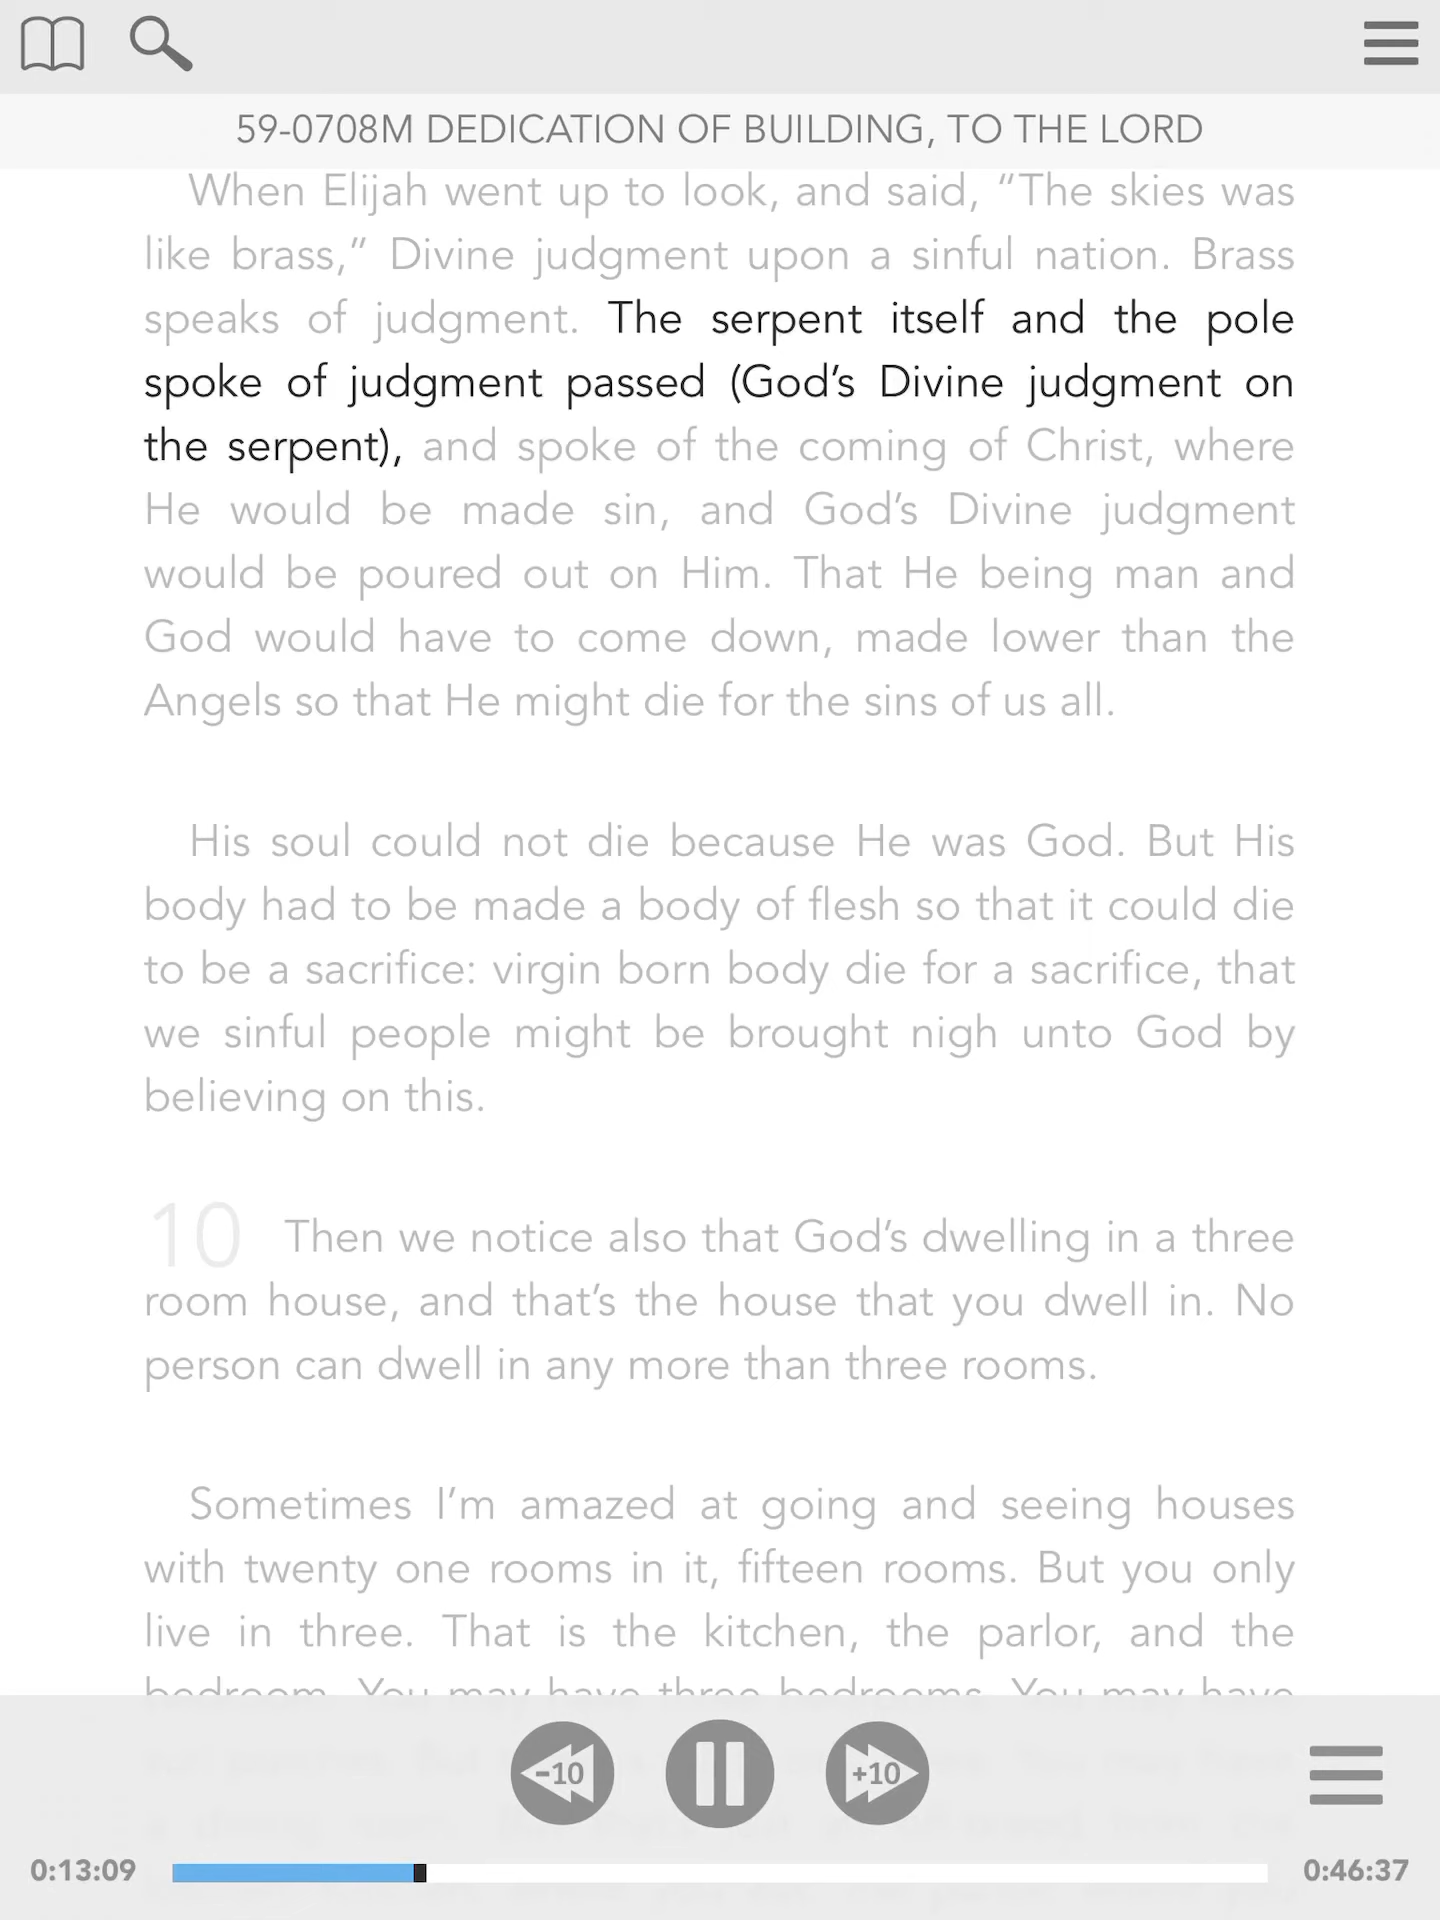 59-0708M DEDICATION OF BUILDING, TO THE LORD
When Elijah went up to look, and said, “The skies was
like brass,” Divine judgment upon a sinful nation. Brass
speaks of judgment. The serpent itself and the pole
spoke of judgment passed (God’s Divine judgment on
the serpent), and spoke of the coming of Christ, where
He would be made sin, and God’s Divine judgment
would be poured out on Him. That He being man and
God would have to come down, made lower than the
Angels so that He might die for the sins of us all.
His soul could not die because He was God. But His
body had to be made a body of flesh so that it could die
to be a sacrifice: virgin born body die for a sacrifice, that
we sinful people might be brought nigh unto God by
believing on this.
10 Then we notice also that God’s dwelling in a three
room house, and that’s the house that you dwell in. No
person can dwell in any more than three rooms.
Sometimes I’m amazed at going and seeing houses
with twenty one rooms in it, fifteen rooms. But you only
live in three. That is the kitchen, the parlor, and the
bedroom. You may have three bedrooms. You may have
-10 +10
0:13:09 0:46:37